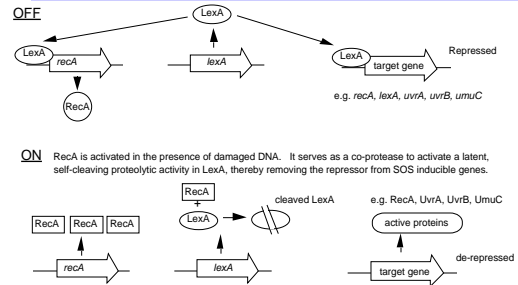 OFF
LexA
LexA
recA
RecA
lexA
LexA
target gene
Repressed
e.g. recA, lexA, uvrA, uvrB, umuC
ON RecA is activated in the presence of damaged DNA. It serves as a co-protease to activate a latent,
self-cleaving proteolytic activity in LexA, thereby removing the repressor from SOS inducible genes.
RecA RecA RecA
recA
RecA
+
LexA
cleaved LexA
lexA
e.g. RecA, UvrA, UvrB, UmuC
active proteins
de-repressed
target gene